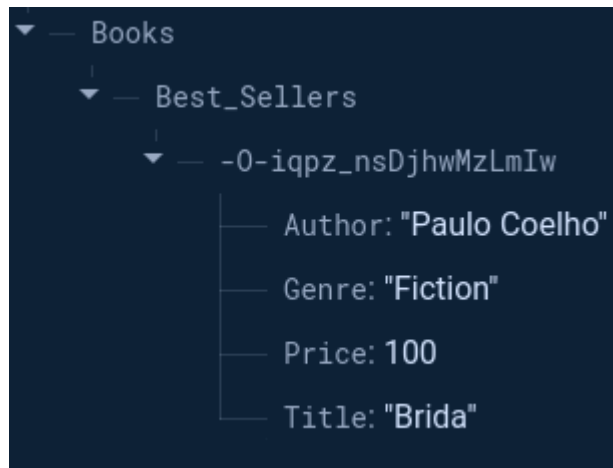 Books
Best_Sellers
-O-iqpz_nsDjhwMzLmIw
Author: "Paulo Coelho"
Genre: "Fiction"
Price: 100
Title: "Brida"